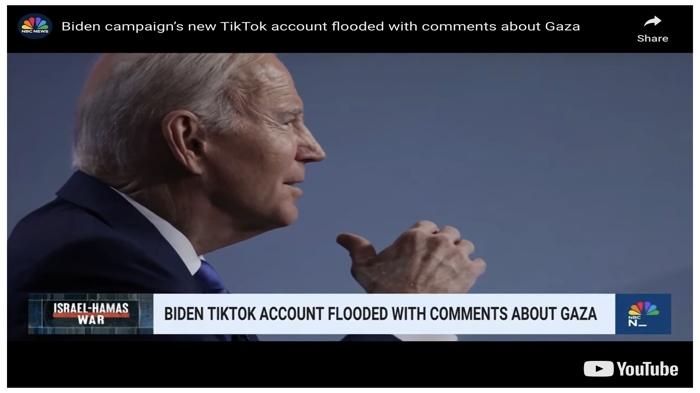 NBC NEWS
Biden campaign’s new TikTok account flooded with comments about Gaza
Share
ISRAEL-HAMAS
WAR
BIDEN TIKTOK ACCOUNT FLOODED WITH COMMENTS ABOUT GAZA
NBC
N_
YouTube